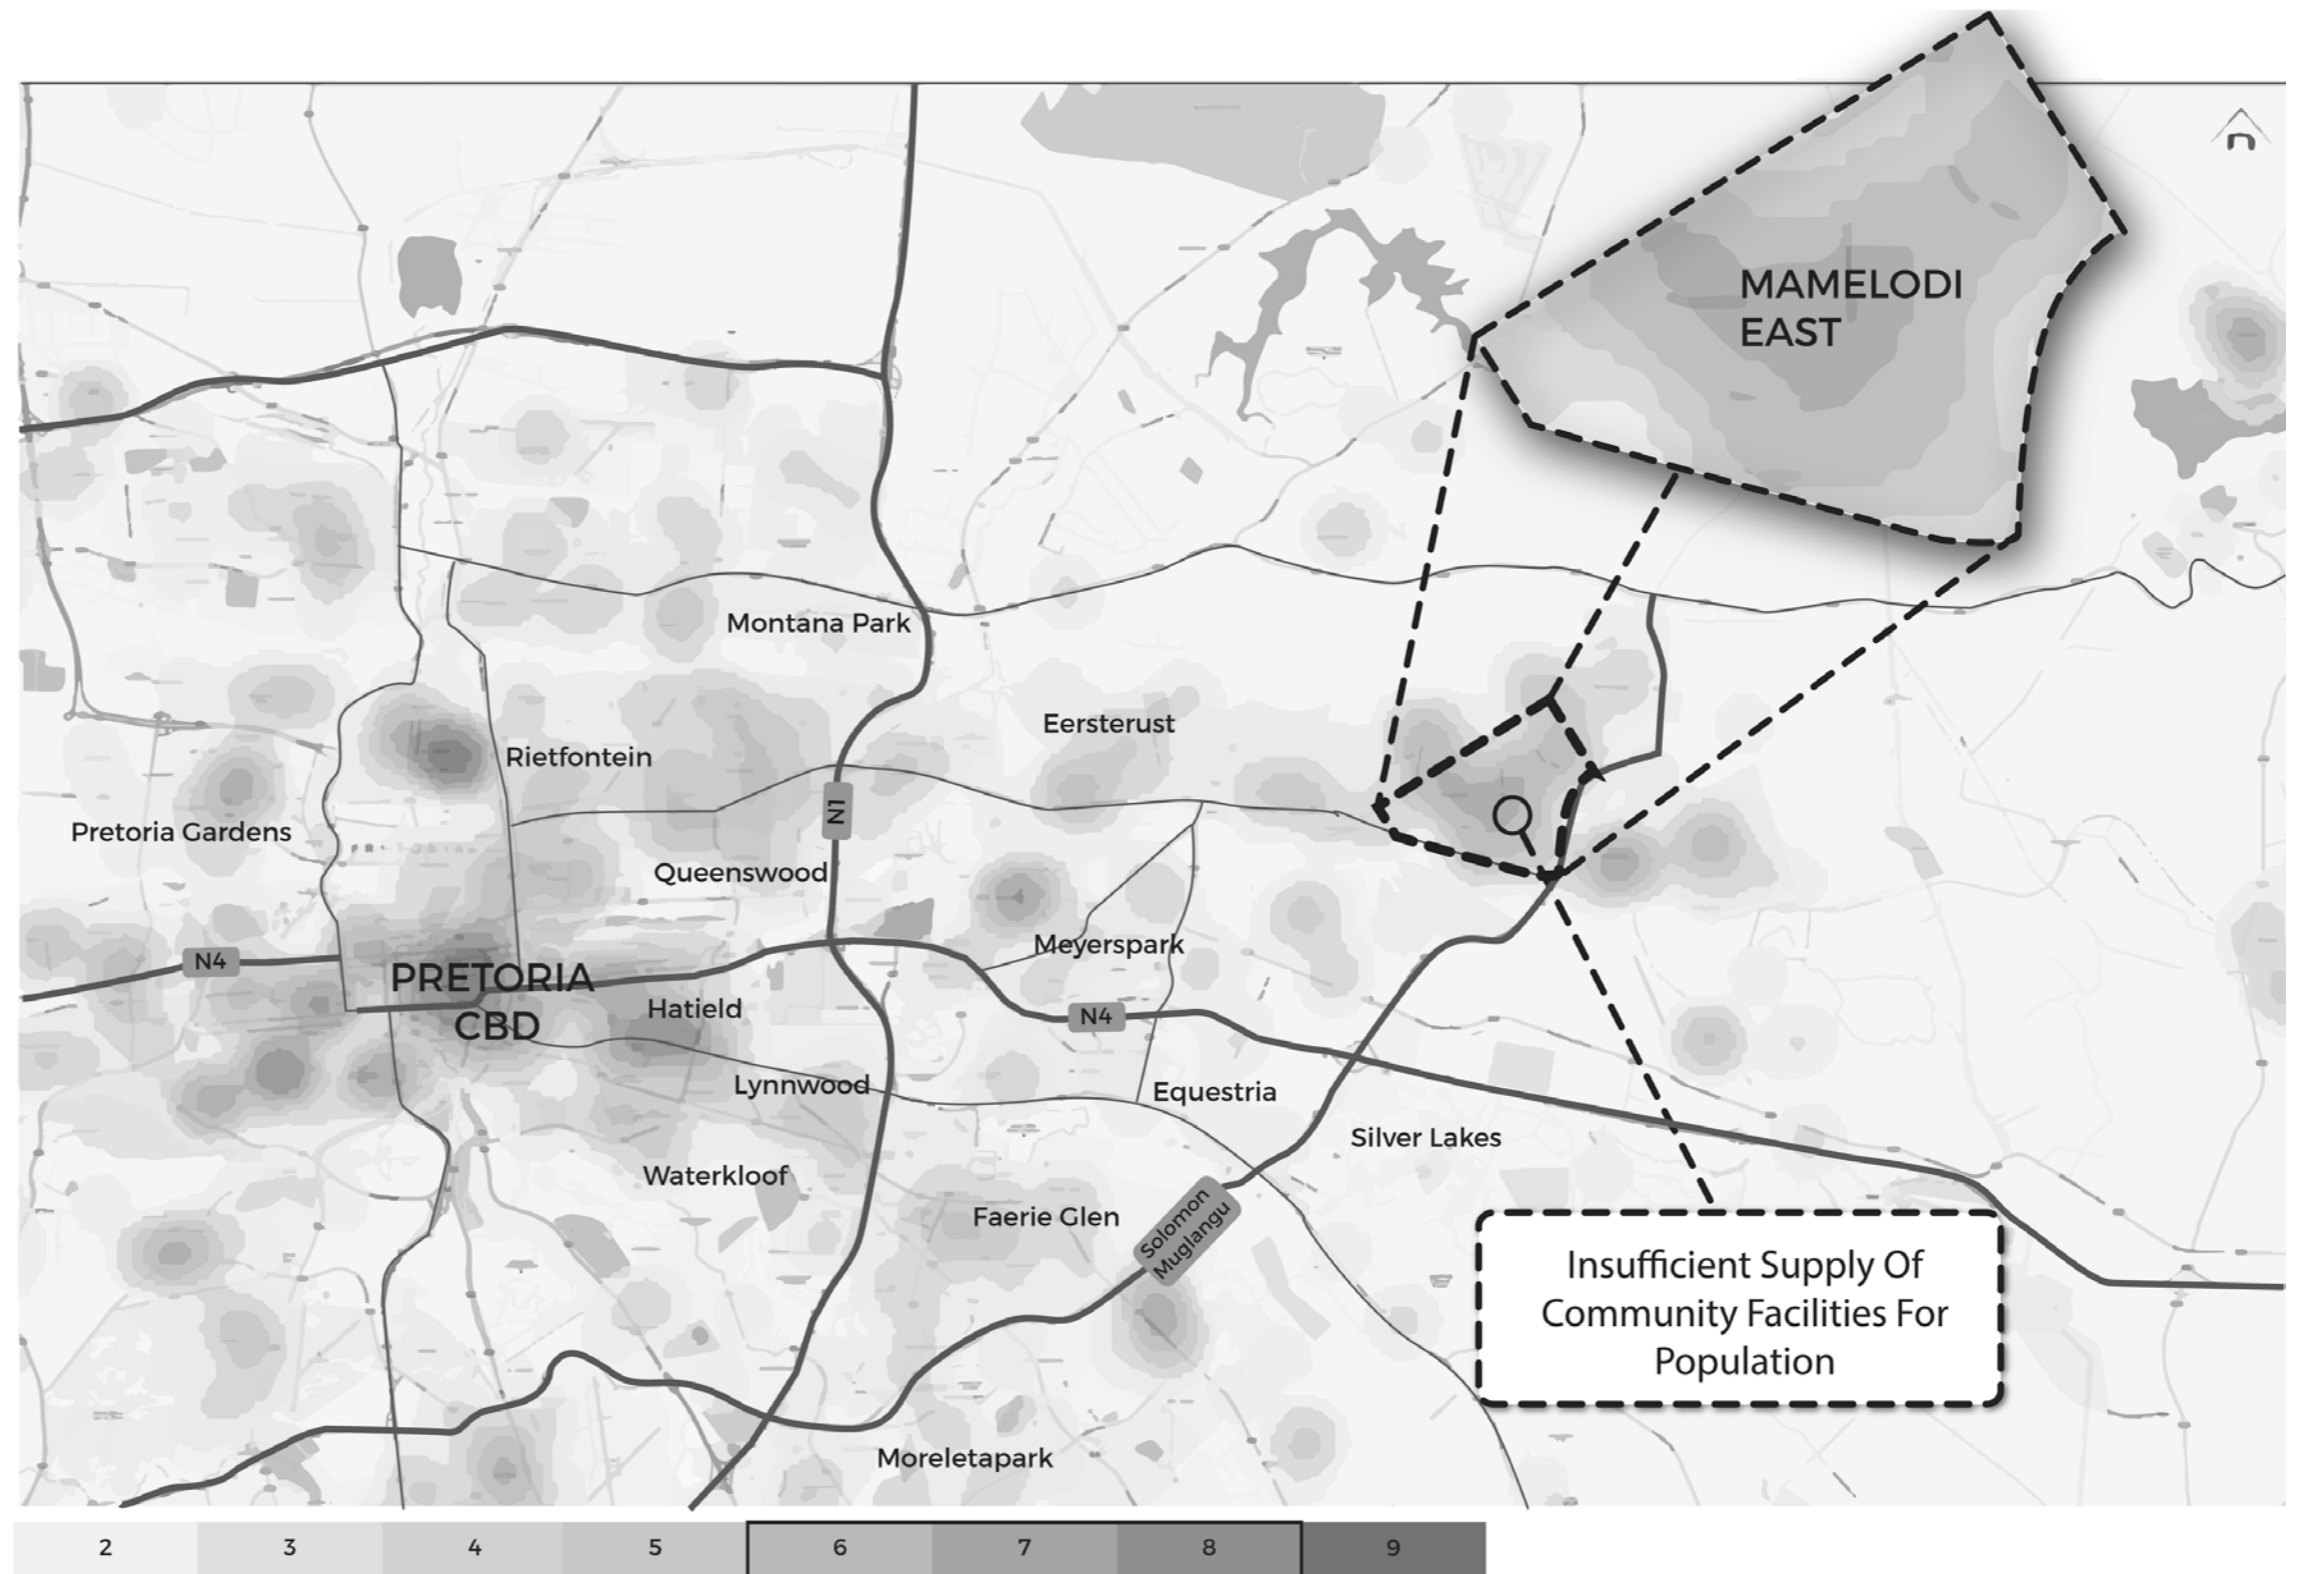 MAMELODI
EAST
Montana Park
Eersterust
Rietfontein
N1
Pretoria Gardens
Queenswood
Meyerspark
N4
PRETORIA
CBD
Hatield
N4
Lynnwood
Equestria
Silver Lakes
Waterkloof
Faerie Glen
Solomon
Muglangu
Insufficient Supply Of
Community Facilities For
Population
Moreletapark
2 3 4 5 6 7 8 9